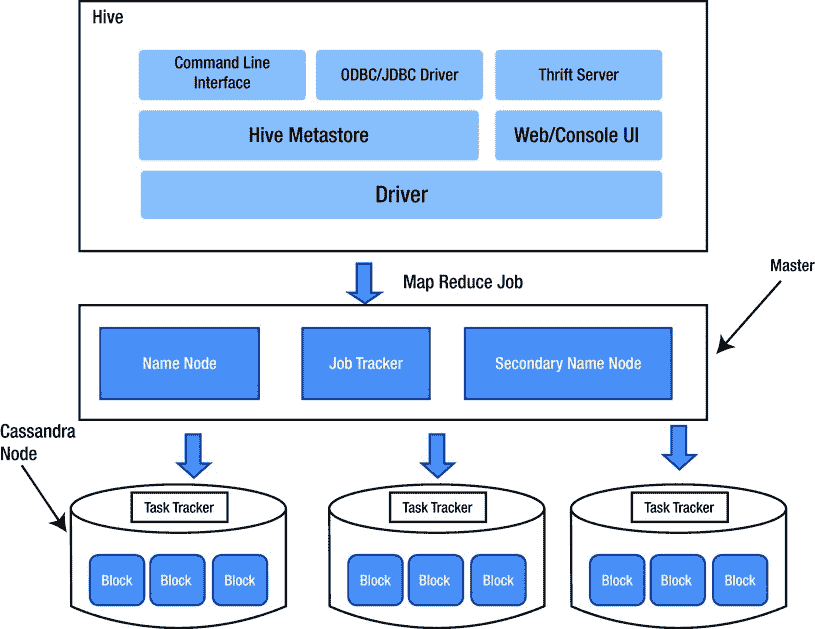 Hive
Command Line
Interface
ODBC/JDBC Driver
Thrift Server
Hive Metastore
Web/Console UI
Driver
Map Reduce Job
Master
Name Node
Job Tracker
Secondary Name Node
Cassandra
Node
Task Tracker
Task Tracker
Task Tracker
Block
Block
Block
Block
Block
Block
Block
Block
Block